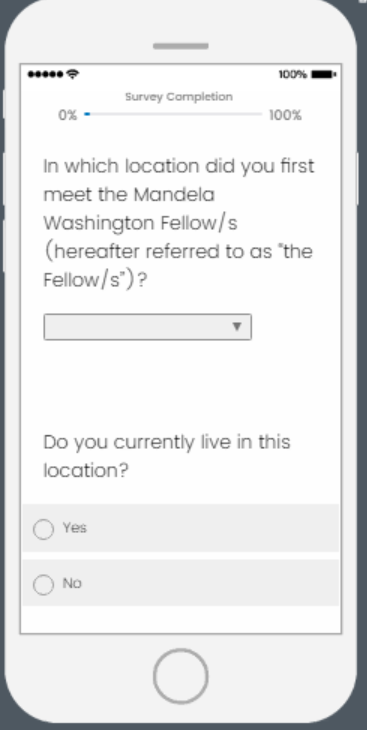 100%
Survey Completion
0% 100%
In which location did you first
meet the Mandela
Washington Fellow/s
(hereafter referred to as "the
Fellow/s")?
Do you currently live in this
location?
Yes
No